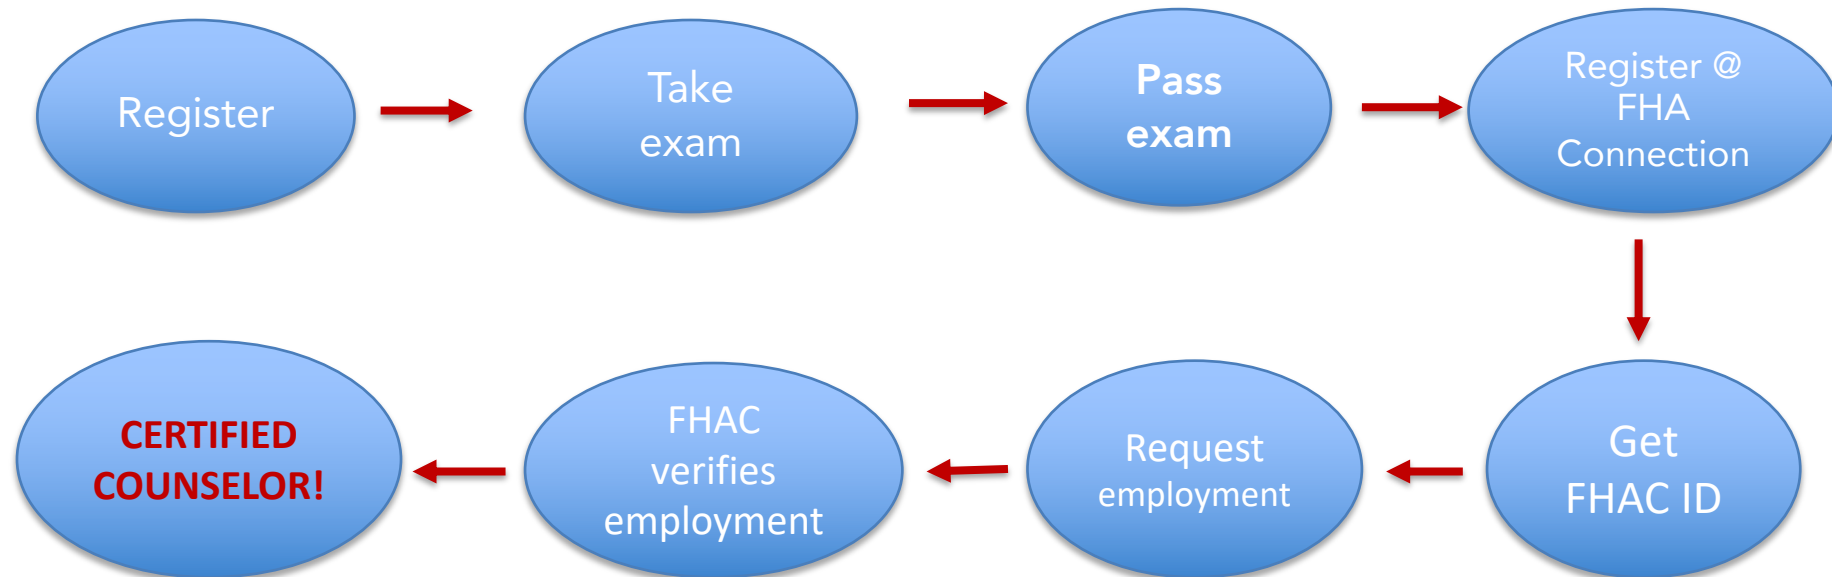 Register
Take
exam
Pass
exam
Register @
FHA
Connection
Get
FHAC ID
Request
employment
FHAC
verifies
employment
CERTIFIED
COUNSELOR!